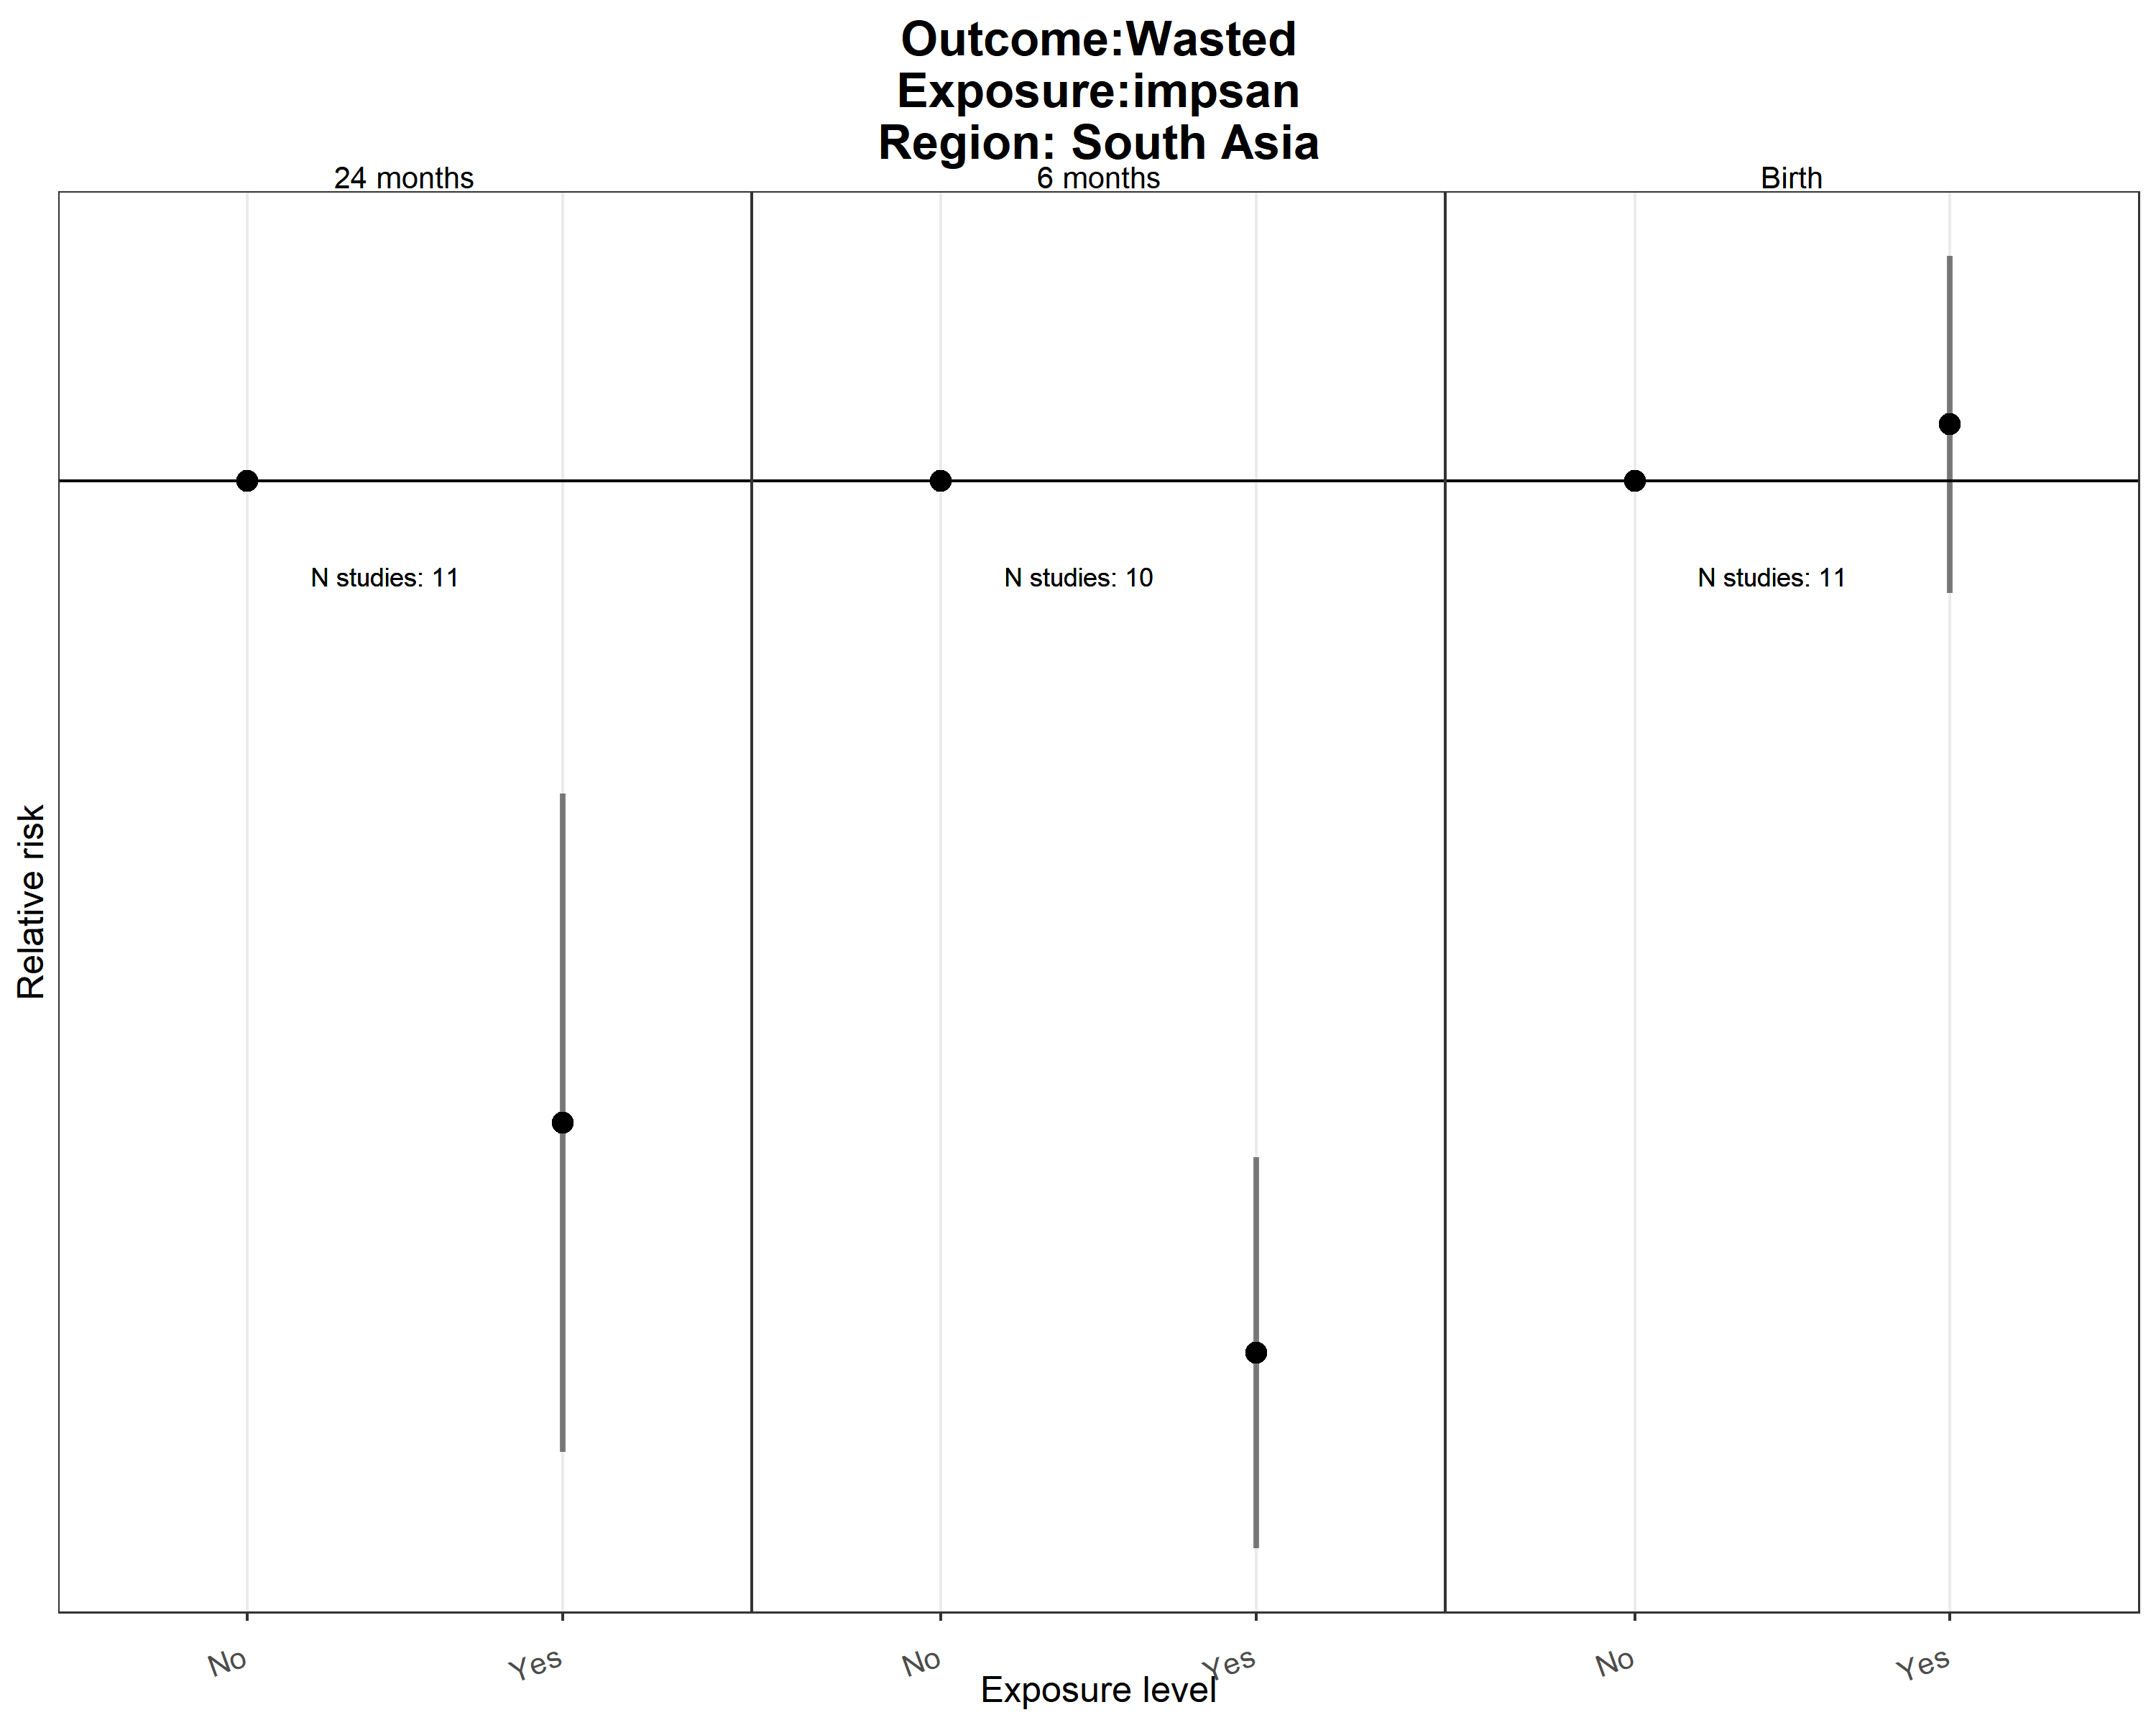 Outcome:Wasted
Exposure:impsan
Region: South Asia
24 months
6 months
Birth
N studies: 11
N studies: 10
N studies: 11
Relative risk
No
Yes
No
Yes
No
Yes
Exposure level